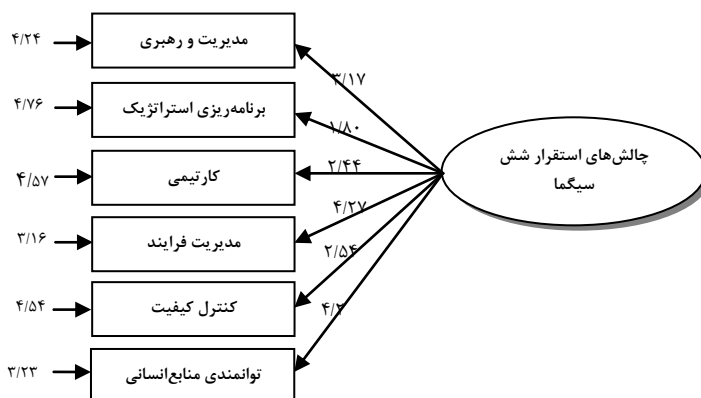 ۴/۲۴
مدیریت و رهبری
۳/۱۷
۴/۷۶
برنامه‌ریزی استراتژیک
۱/۸۰
چالش‌های استقرار شش
سیگما
۴/۵۷
کارتیمی
۲/۴۴
۳/۱۶
مدیریت فرایند
۴/۲۷
۴/۵۴
کنترل کیفیت
۲/۵۴
۳/۲۳
توانمندی منابع‌انسانی